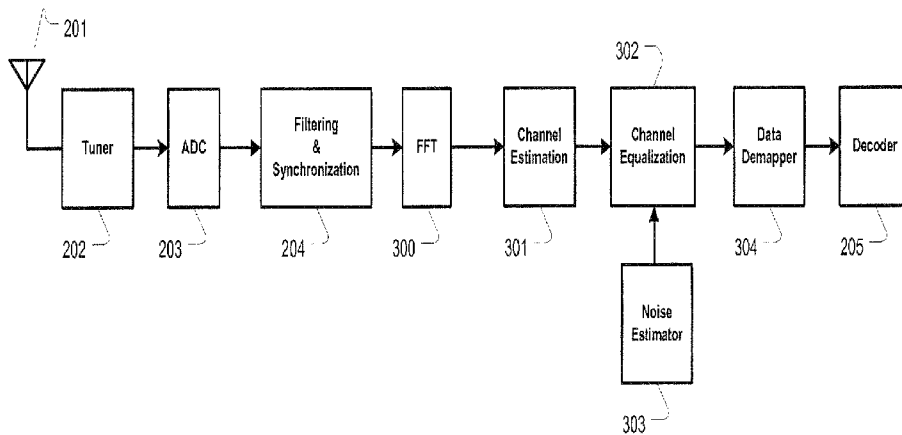 201
302
Tuner
ADC
Filtering
&
Synchronization
FFT
Channel
Estimation
Channel
Equalization
Data
Demapper
Decoder
202
203
204
300
301
304
205
Noise
Estimator
303